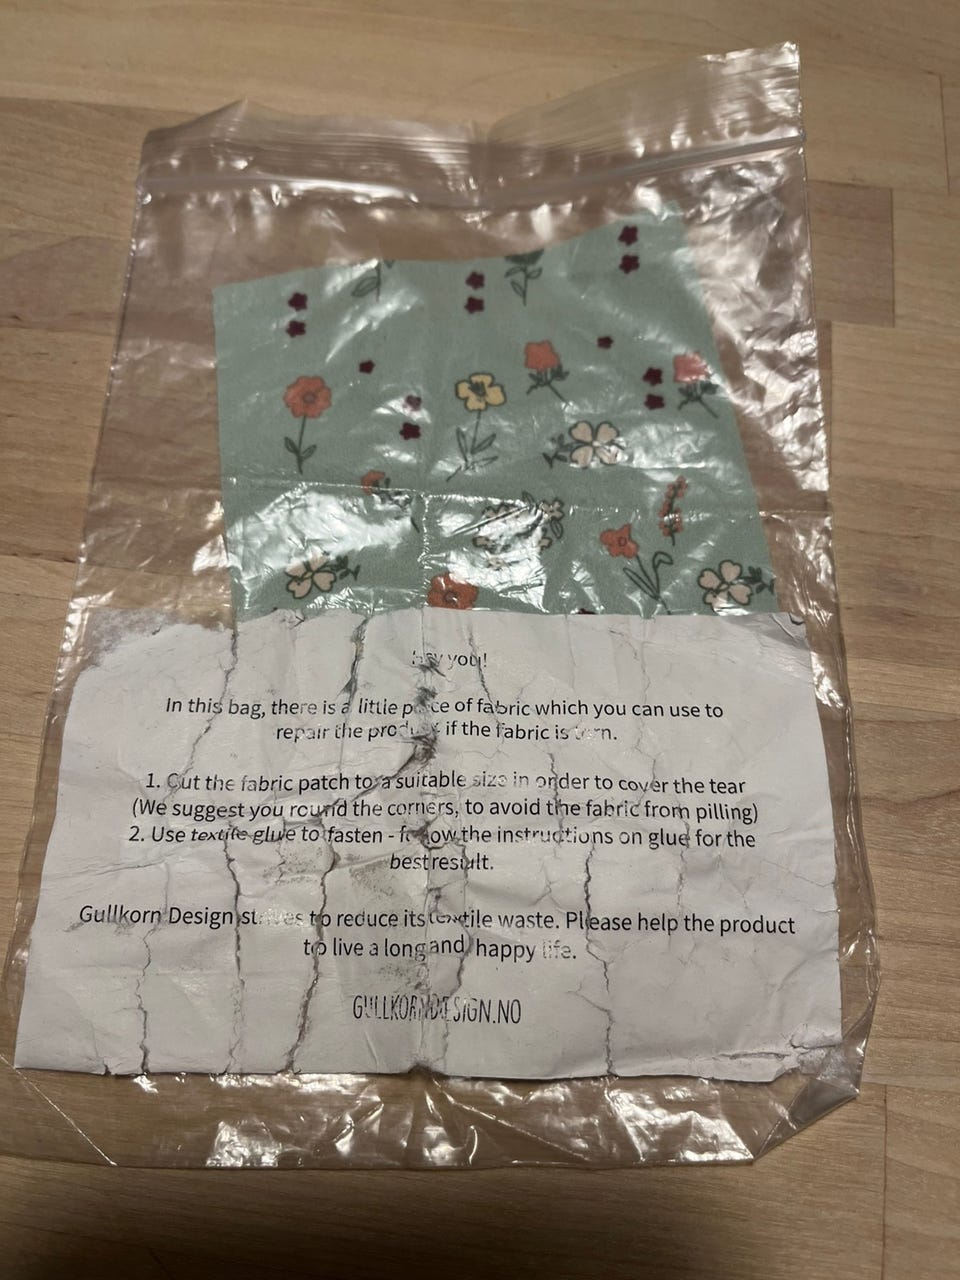 Hey you!
In this bag, there is a little piece of fabric which you can use to
repair the product if the fabric is torn.
1. Cut the fabric patch to a suitable size in order to cover the tear
(We suggest you round the corners, to avoid the fabric from pilling)
2. Use textile glue to fasten - follow the instructions on glue for the
best result.
Gullkorn Design strives to reduce its textile waste. Please help the product
to live a long and happy life.
GULLKORNDESIGN.NO